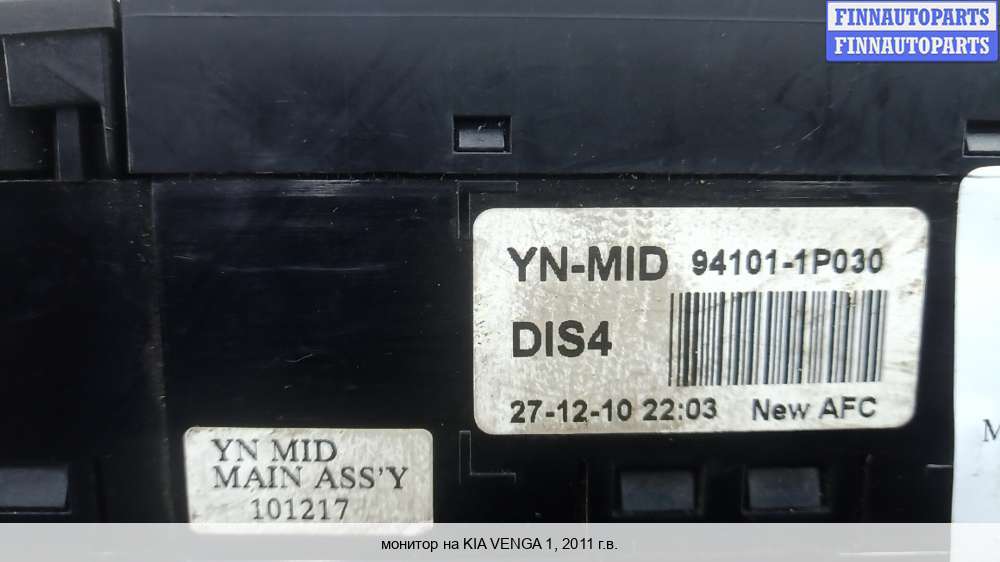 FINNAUTOPARTS
FINNAUTOPARTS
YN-MID 94101-1P030
DIS4
27-12-10 22:03 New AFC
YN MID
MAIN ASS'Y
101217
M
монитор на KIA VENGA 1, 2011 г.в.